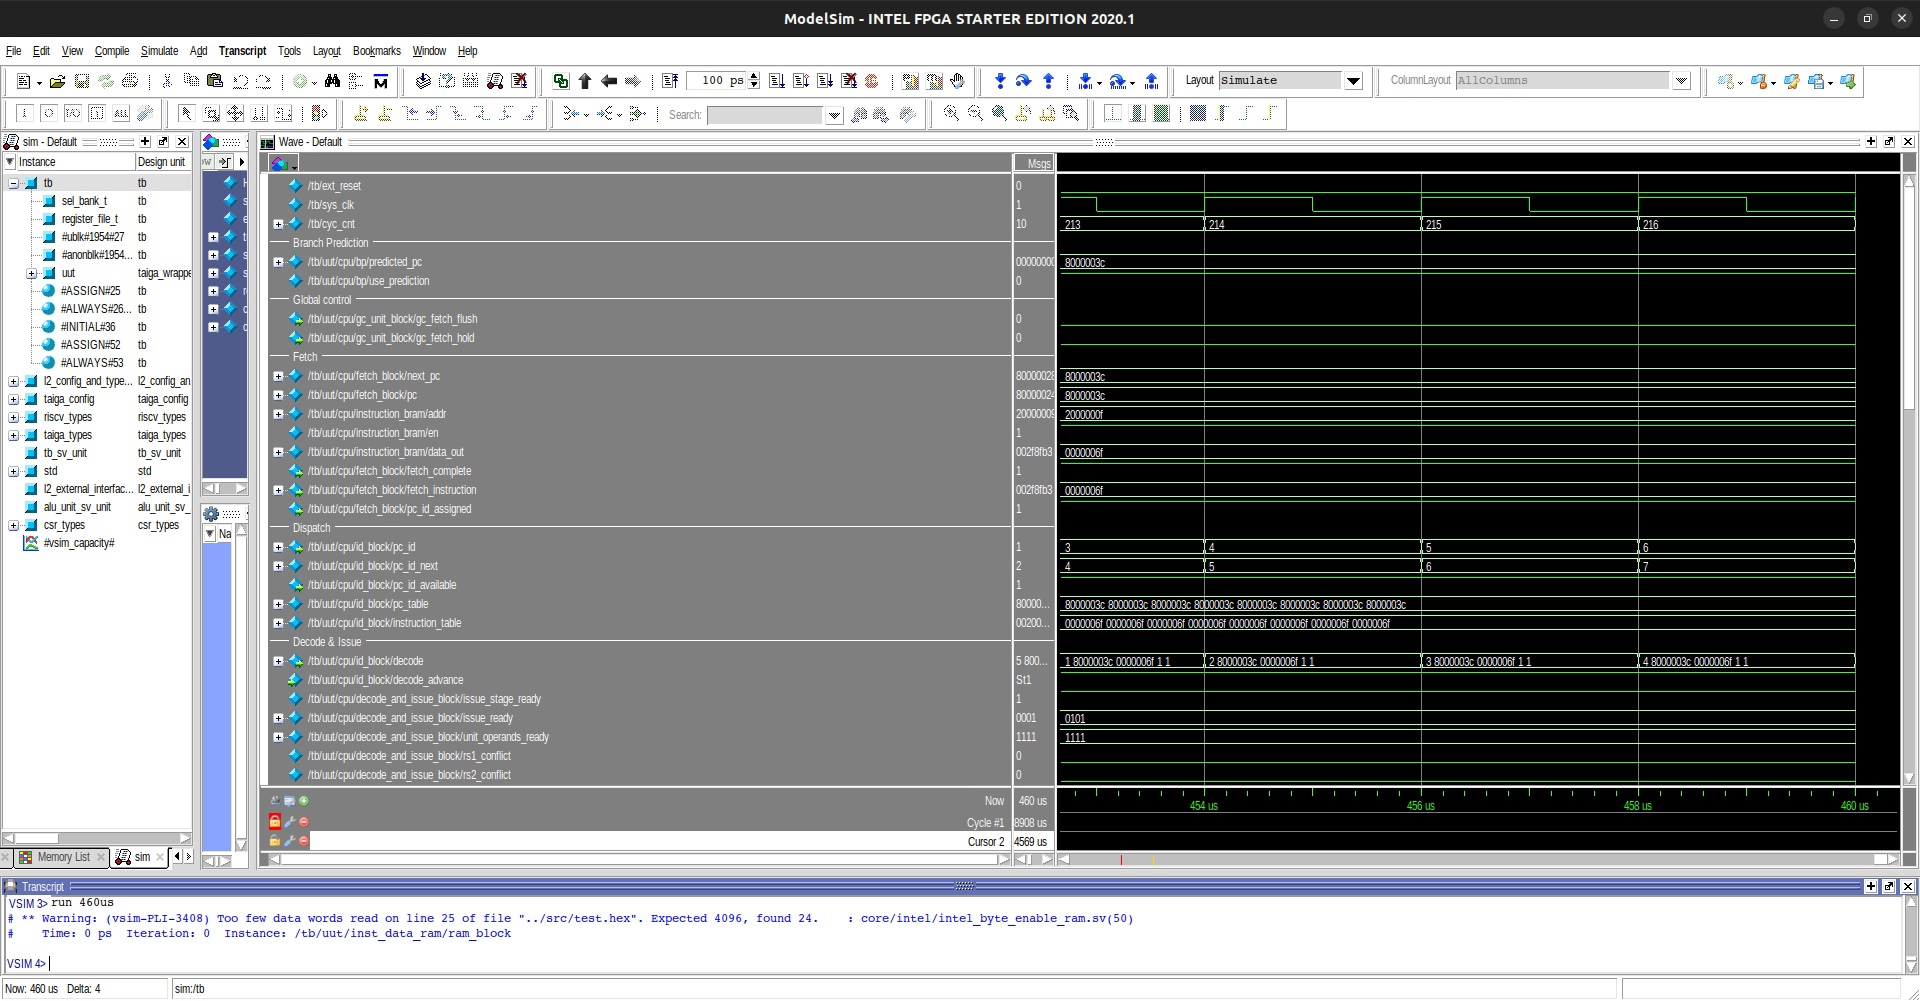 ModelSim - INTEL FPGA STARTER EDITION 2020.1
File Edit View Compile Simulate Add Transcript Tools Layout Bookmarks Window Help
100 ps Layout Simulate ColumnLayout AllColumns
Search:
sim - Default
Instance Design unit
tb tb
sel_bank_t tb
register_file_t tb
#ublk#1954#27 tb
#anonblk#1954... tb
uut taiga_wrappe
#ASSIGN#25 tb
#ALWAYS#26... tb
#INITIAL#36 tb
#ASSIGN#52 tb
#ALWAYS#53 tb
l2_config_and_type... l2_config_an
taiga_config taiga_config
riscv_types riscv_types
taiga_types taiga_types
tb_sv_unit tb_sv_unit
std std
l2_external_interfac... l2_external_i
alu_unit_sv_unit alu_unit_sv_
csr_types csr_types
#vsim_capacity#
Memory List sim
Na
Wave - Default
Msgs
/tb/ext_reset 0
/tb/sys_clk 1
/tb/cyc_cnt 10 213 214 215 216
Branch Prediction
/tb/uut/cpu/bp/predicted_pc 00000000 8000003c
/tb/uut/cpu/bp/use_prediction 0
Global control
/tb/uut/cpu/gc_unit_block/gc_fetch_flush 0
/tb/uut/cpu/gc_unit_block/gc_fetch_hold 0
Fetch
/tb/uut/cpu/fetch_block/next_pc 80000028 8000003c
/tb/uut/cpu/fetch_block/pc 80000024 8000003c
/tb/uut/cpu/instruction_bram/addr 20000009 2000000f
/tb/uut/cpu/instruction_bram/en 1
/tb/uut/cpu/instruction_bram/data_out 002f8fb3 0000006f
/tb/uut/cpu/fetch_block/fetch_complete 1
/tb/uut/cpu/fetch_block/fetch_instruction 002f8fb3 0000006f
/tb/uut/cpu/fetch_block/pc_id_assigned 1
Dispatch
/tb/uut/cpu/id_block/pc_id 1 3 4 5 6
/tb/uut/cpu/id_block/pc_id_next 2 4 5 6 7
/tb/uut/cpu/id_block/pc_id_available 1
/tb/uut/cpu/id_block/pc_table 80000... 8000003c 8000003c 8000003c 8000003c 8000003c 8000003c 8000003c 8000003c
/tb/uut/cpu/id_block/instruction_table 00200... 0000006f 0000006f 0000006f 0000006f 0000006f 0000006f 0000006f 0000006f
Decode & Issue
/tb/uut/cpu/id_block/decode 5 800... 1 8000003c 0000006f 1 1 2 8000003c 0000006f 1 1 3 8000003c 0000006f 1 1 4 8000003c 0000006f 1 1
/tb/uut/cpu/id_block/decode_advance St1
/tb/uut/cpu/decode_and_issue_block/issue_stage_ready 1
/tb/uut/cpu/decode_and_issue_block/issue_ready 0001 0101
/tb/uut/cpu/decode_and_issue_block/unit_operands_ready 1111 1111
/tb/uut/cpu/decode_and_issue_block/rs1_conflict 0
/tb/uut/cpu/decode_and_issue_block/rs2_conflict 0
Now 460 us 454 us 456 us 458 us 460 us
Cycle #1 8908 us
Cursor 2 4569 us
Transcript
VSIM 3> run 460us
# ** Warning: (vsim-PLI-3408) Too few data words read on line 25 of file "../src/test.hex". Expected 4096, found 24. : core/intel/intel_byte_enable_ram.sv(50)
# Time: 0 ps Iteration: 0 Instance: /tb/uut/inst_data_ram/ram_block
VSIM 4>
Now: 460 us Delta: 4 sim:/tb